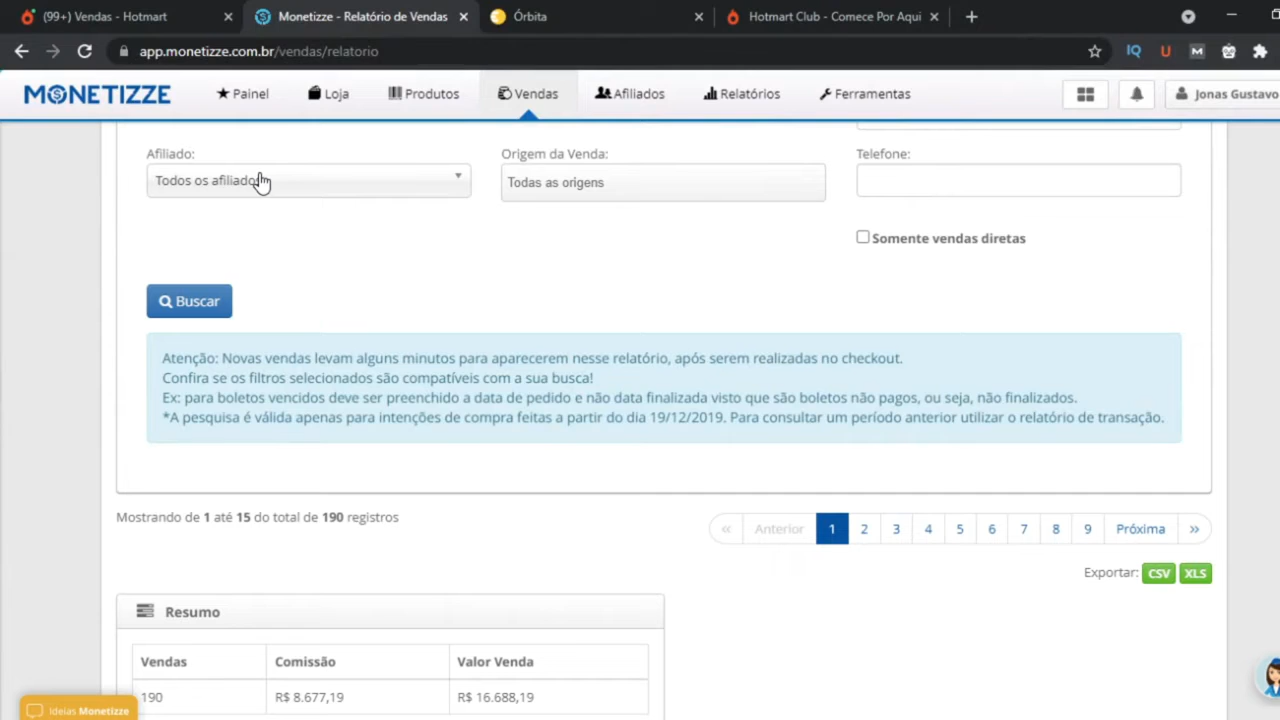 (99+) Vendas - Hotmart
Monetizze - Relatório de Vendas
Órbita
Hotmart Club - Comece Por Aqui
app.monetizze.com.br/vendas/relatorio
IQ
U
M
MONETIZZE
Painel
Loja
Produtos
Vendas
Afiliados
Relatórios
Ferramentas
Jonas Gustavo
Afiliado:
Origem da Venda:
Telefone:
Todos os afiliados
Todas as origens
Somente vendas diretas
Buscar
Atenção: Novas vendas levam alguns minutos para aparecerem nesse relatório, após serem realizadas no checkout.
Confira se os filtros selecionados são compatíveis com a sua busca!
Ex: para boletos vencidos deve ser preenchido a data de pedido e não data finalizada visto que são boletos não pagos, ou seja, não finalizados.
*A pesquisa é válida apenas para intenções de compra feitas a partir do dia 19/12/2019. Para consultar um período anterior utilizar o relatório de transação.
Mostrando de 1 até 15 do total de 190 registros
« Anterior 1 2 3 4 5 6 7 8 9 Próxima »
Exportar: CSV XLS
Resumo
Vendas Comissão Valor Venda
190 R$ 8.677,19 R$ 16.688,19
Ideias Monetizze